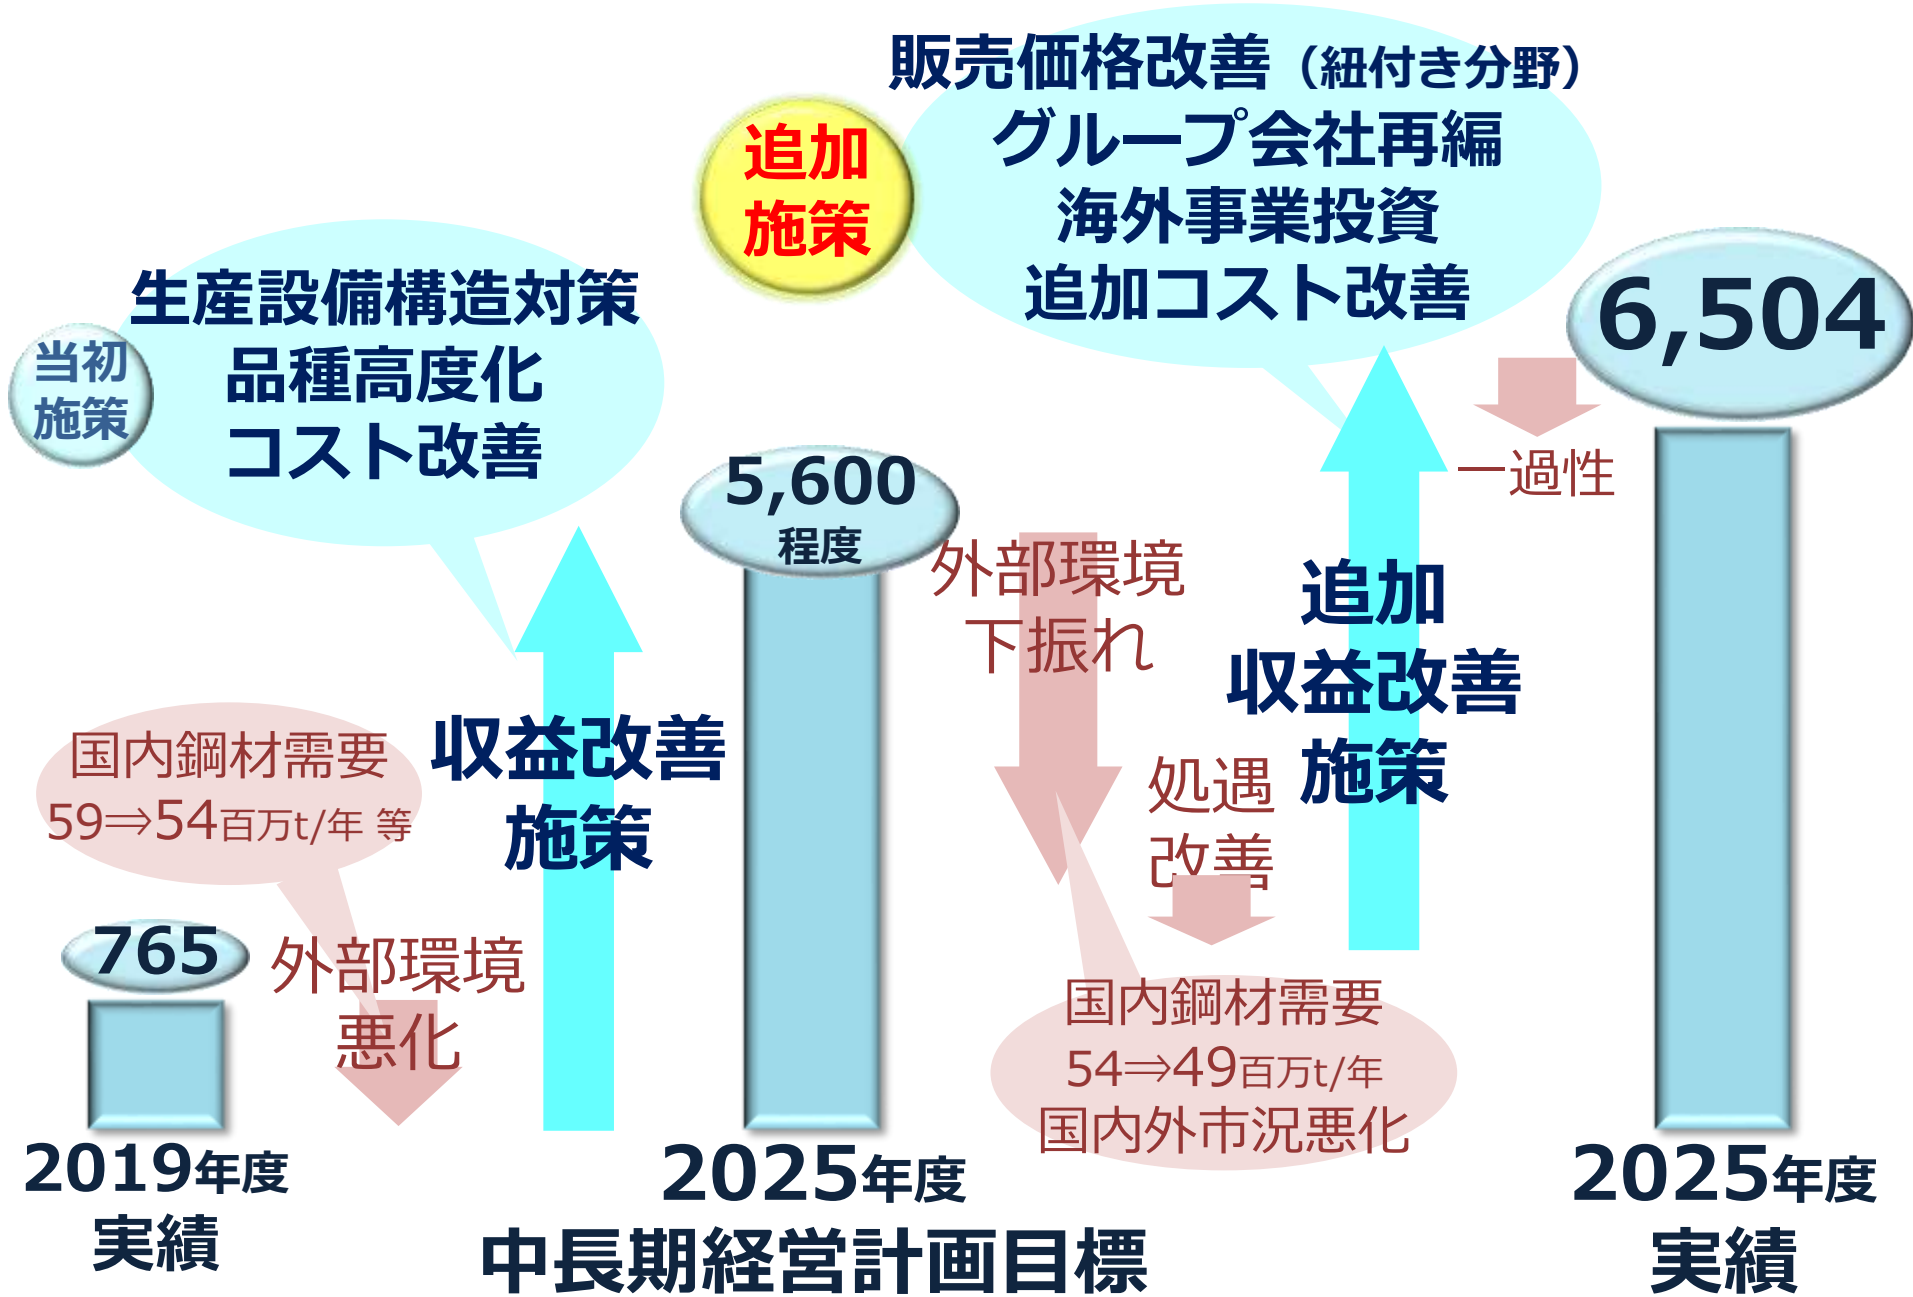 販売価格改善（紐付き分野）
グループ会社再編
海外事業投資
追加コスト改善
追加
施策
生産設備構造対策
品種高度化
コスト改善
当初
施策
6,504
一過性
5,600
程度
外部環境
下振れ
追加
収益改善
施策
収益改善
施策
国内鋼材需要
59⇒54百万t/年 等
処遇
改善
765
外部環境
悪化
国内鋼材需要
54⇒49百万t/年
国内外市況悪化
2019年度
実績
2025年度
中長期経営計画目標
2025年度
実績